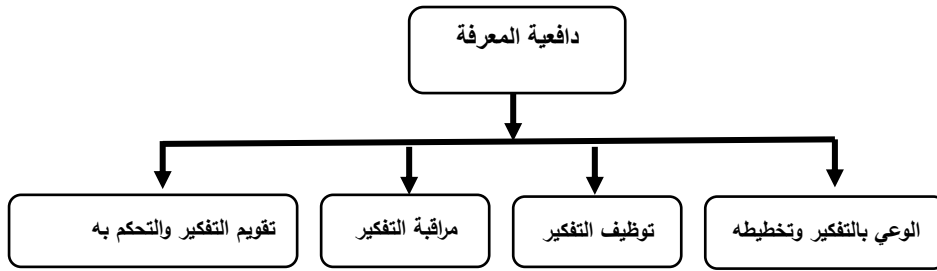 دافعية المعرفة
الوعي بالتفكير وتخطيطه
توظيف التفكير
مراقبة التفكير
تقويم التفكير والتحكم به